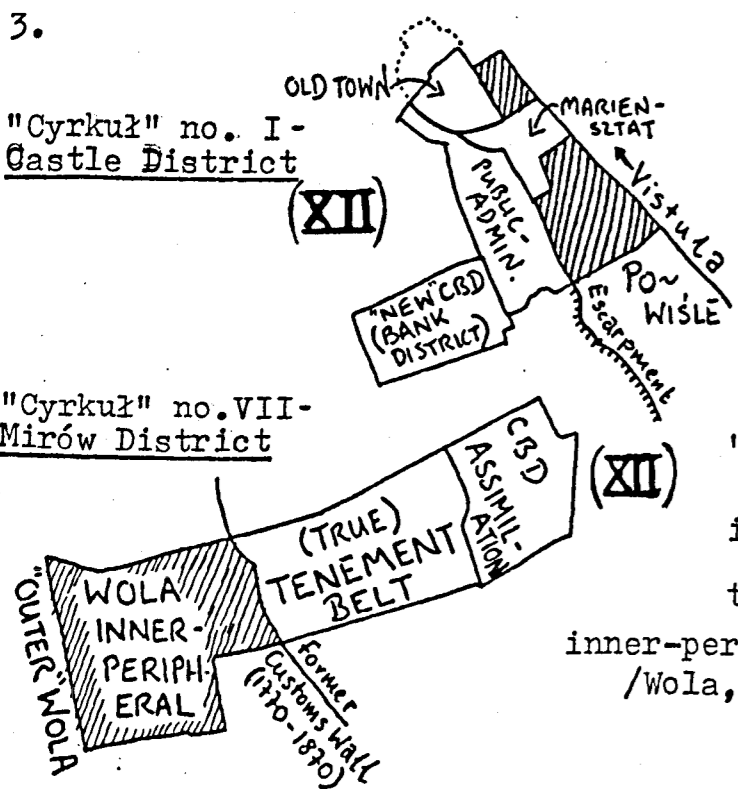 3.
"Cyrkuł" no. I-
Castle District
(XII)
OLD TOWN
MARIEN-
SZTAT
Vistula
PUBLIC-
ADMIN.
"NEW" CBD
(BANK
DISTRICT)
PO~
WIŚLE
Escarpment
"Cyrkuł" no.VII-
Mirów District
(XII)
CBD
ASSIMIL-
ATION
(TRUE)
TENEMENT
BELT
WOLA
INNER-
PERIPH-
ERAL
"OUTER" WOLA
Former
Customs Wall
(1770-1870)
"
i
t
inner-per
/Wola,